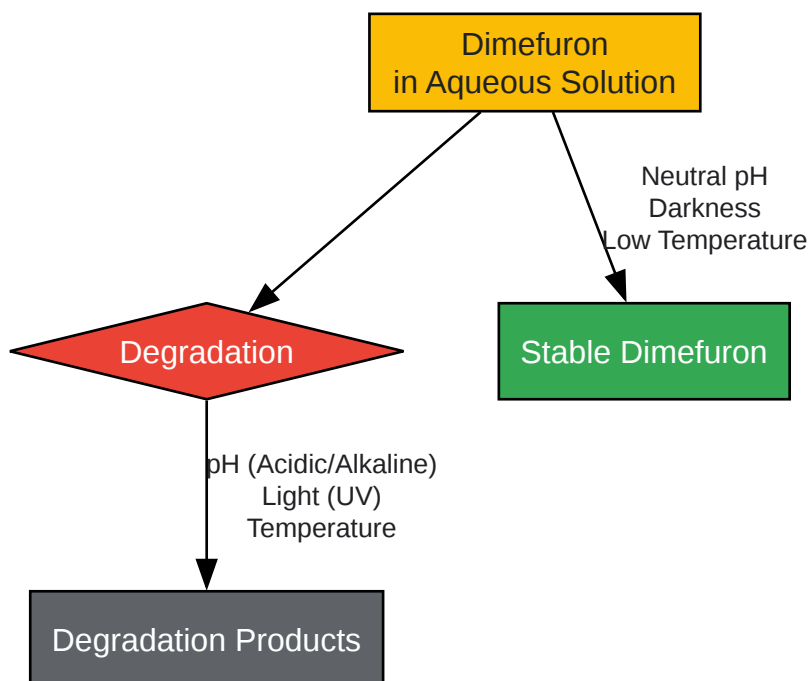 Dimefuron
in Aqueous Solution
Neutral pH
Darkness
Low Temperature
Degradation
Stable Dimefuron
pH (Acidic/Alkaline)
Light (UV)
Temperature
Degradation Products